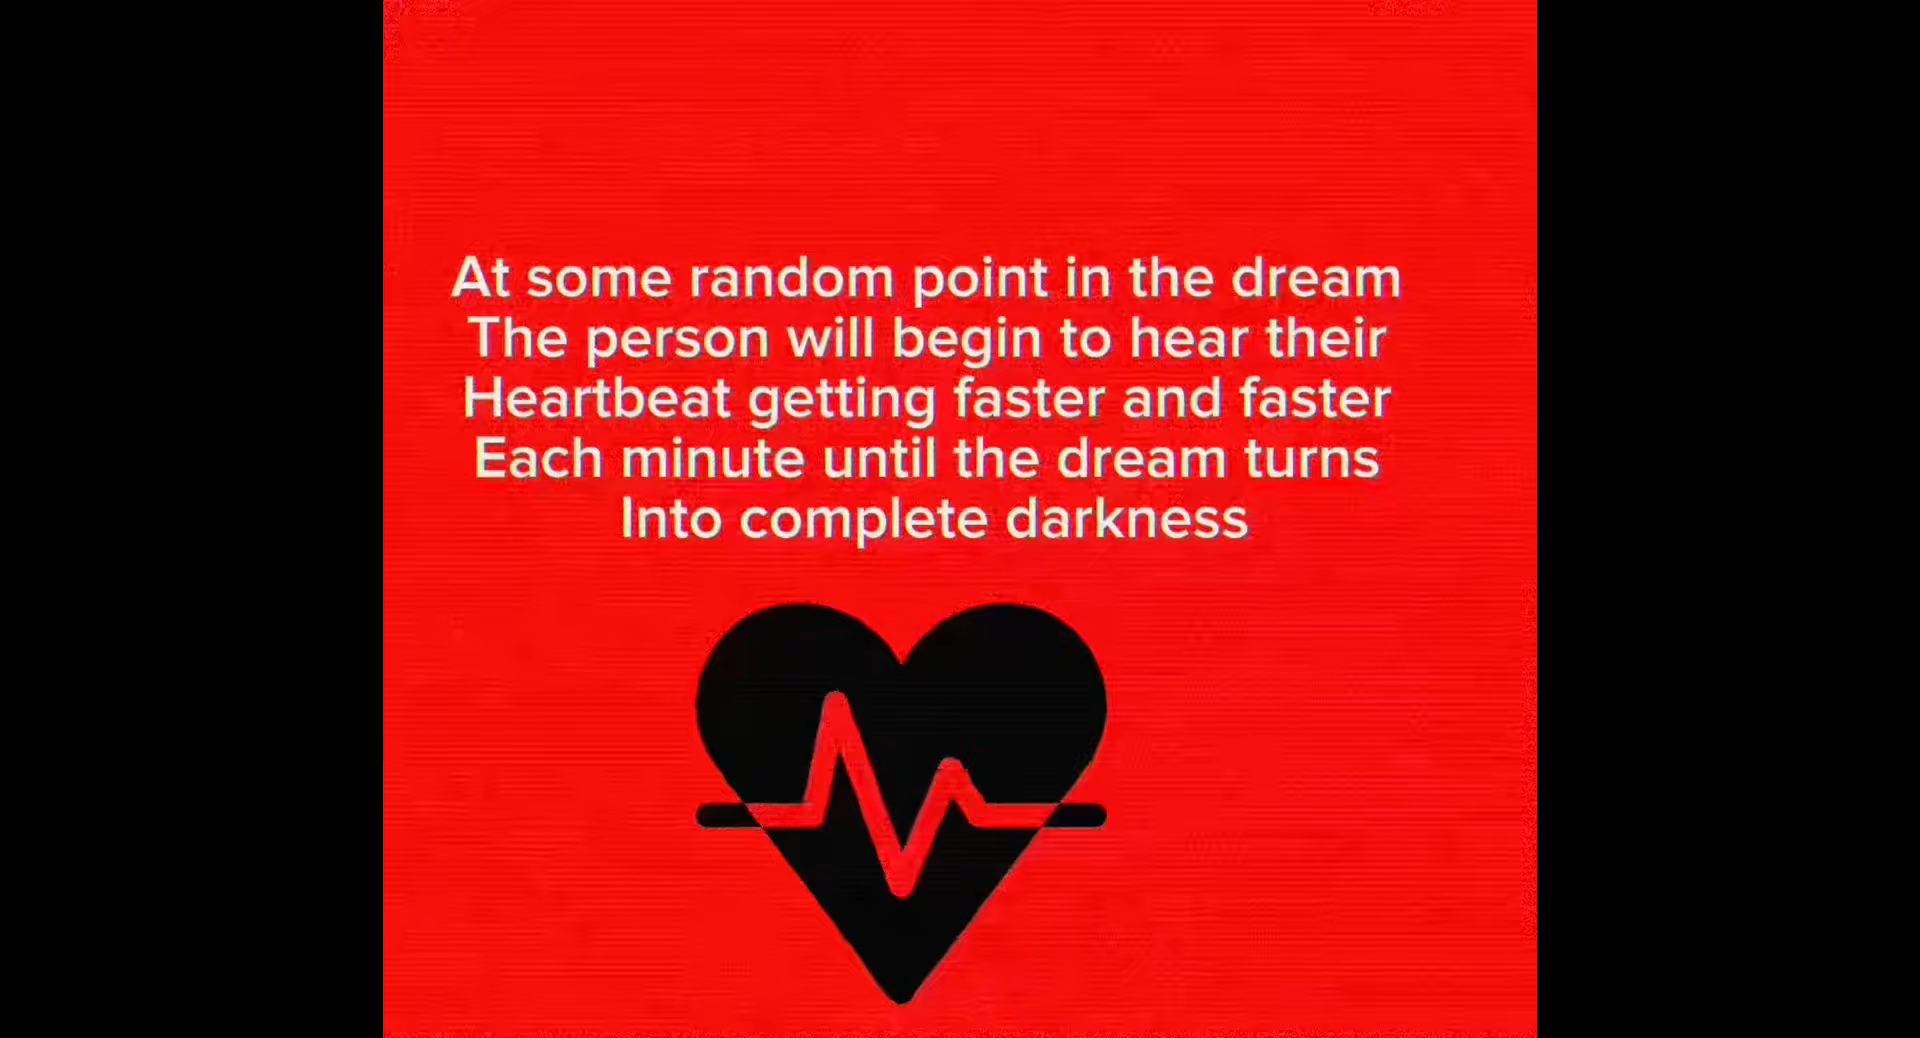 At some random point in the dream
The person will begin to hear their
Heartbeat getting faster and faster
Each minute until the dream turns
Into complete darkness